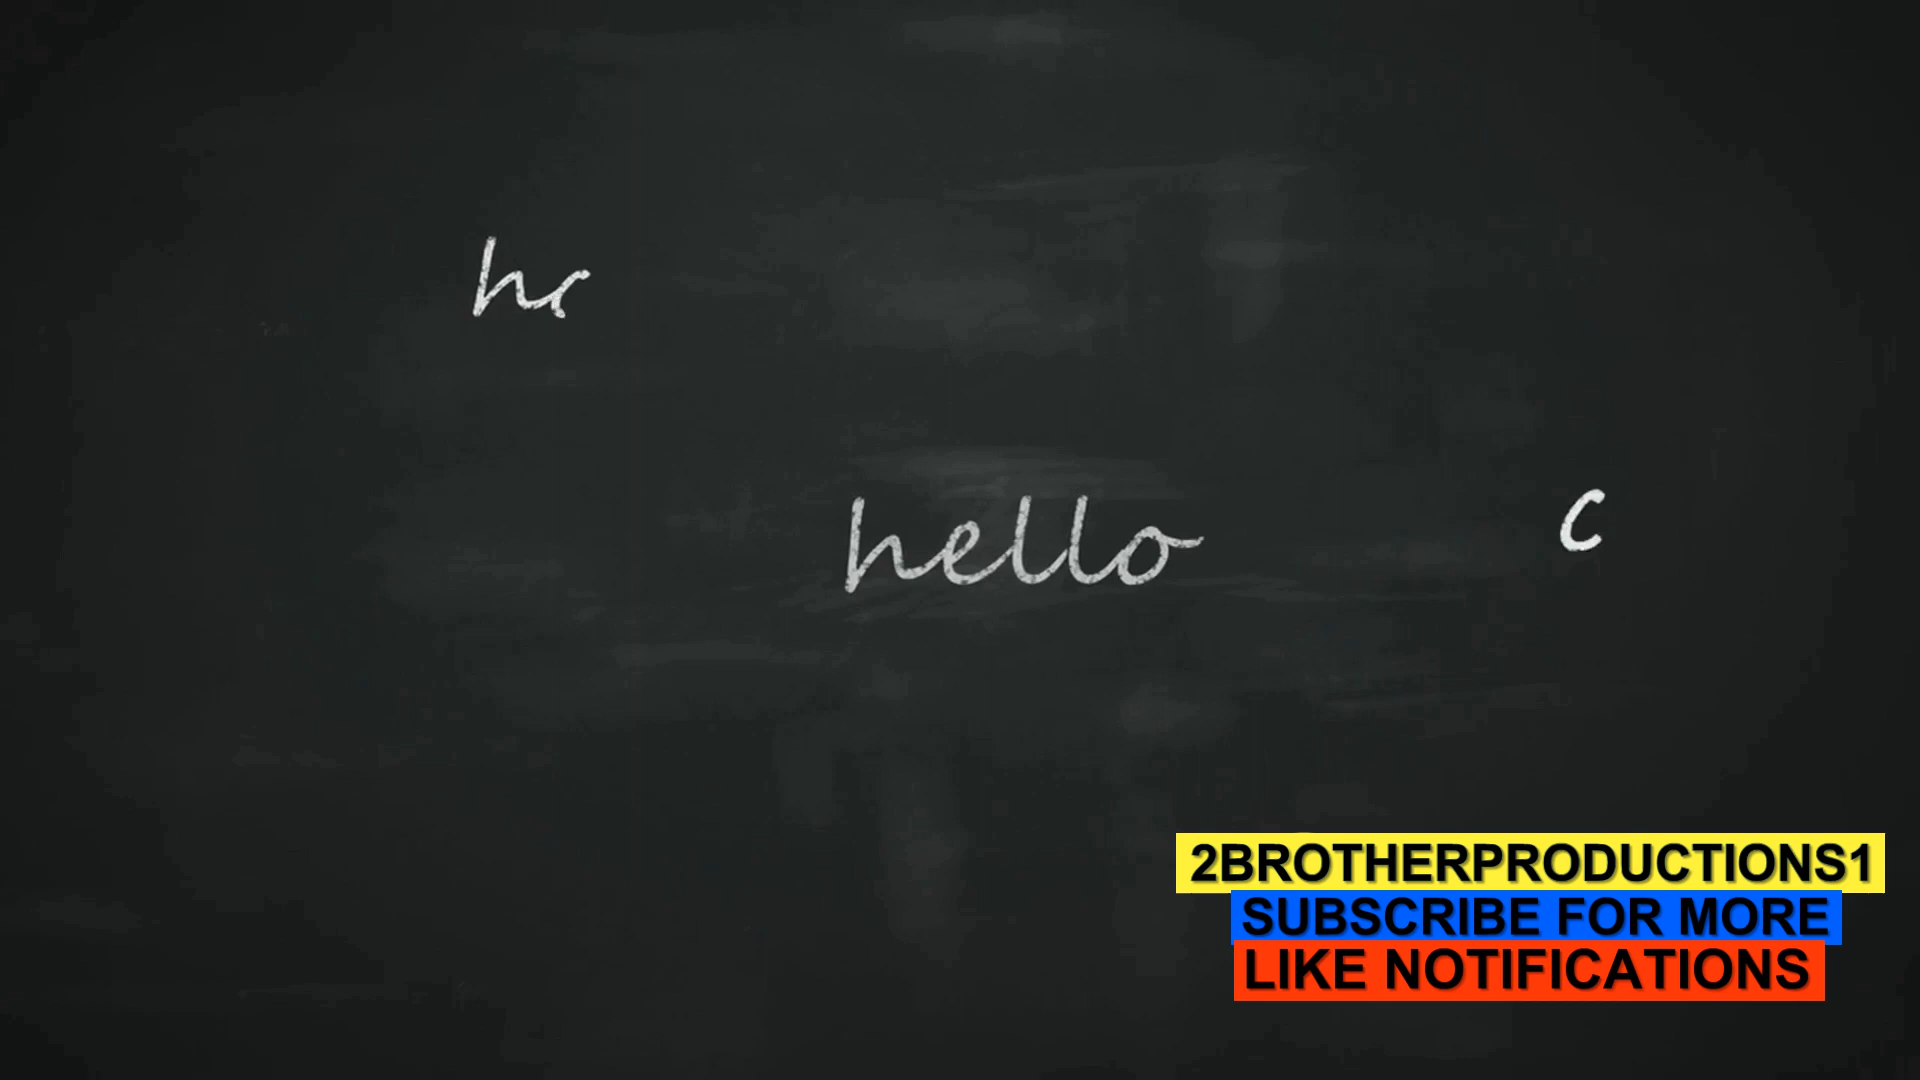 hello
c
2BROTHERPRODUCTIONS1
SUBSCRIBE FOR MORE
LIKE NOTIFICATIONS